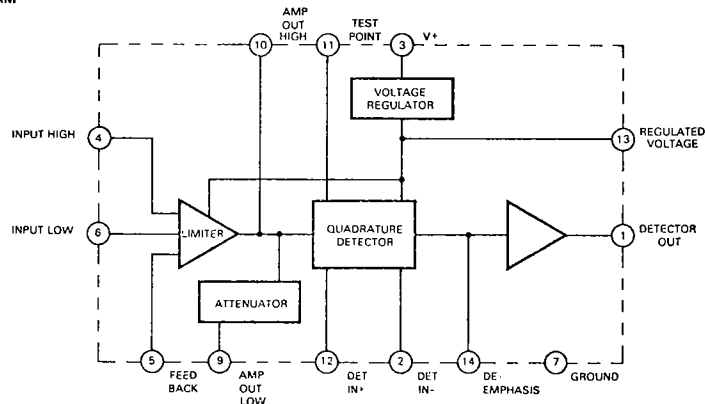 AM
AMP
OUT
HIGH
10
11
TEST
POINT
3
V+
VOLTAGE
REGULATOR
INPUT HIGH
4
13
REGULATED
VOLTAGE
INPUT LOW
6
LIMITER
QUADRATURE
DETECTOR
1
DETECTOR
OUT
ATTENUATOR
5
FEED
BACK
9
AMP
OUT
LOW
12
DET
IN+
2
DET
IN-
14
DE-
EMPHASIS
7
GROUND